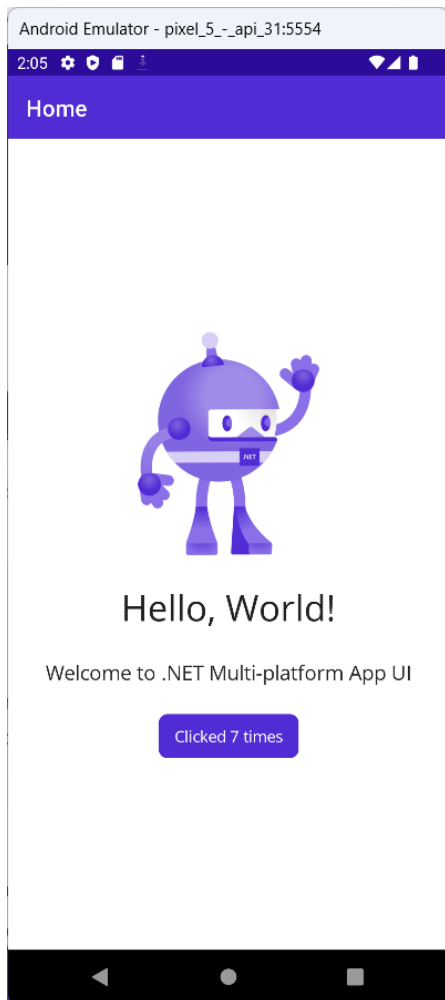 Android Emulator - pixel_5_-_api_31:5554
2:05
Home
.NET
Hello, World!
Welcome to .NET Multi-platform App UI
Clicked 7 times